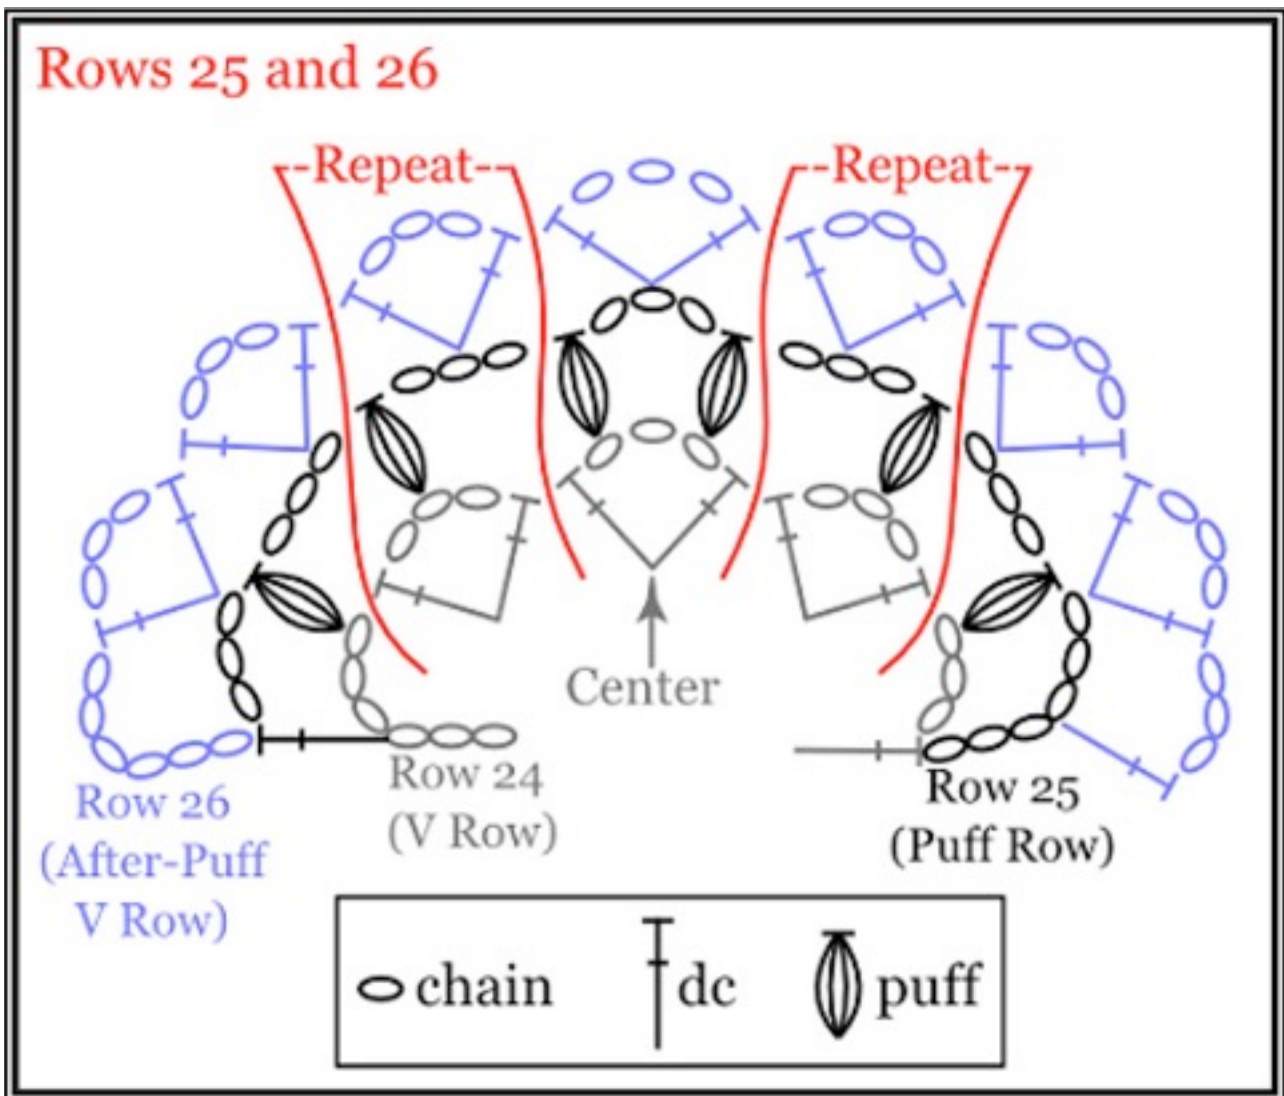 Rows 25 and 26
--Repeat--
--Repeat--
Center
Row 24
(V Row)
Row 25
(Puff Row)
Row 26
(After-Puff
V Row)
chain
dc
puff